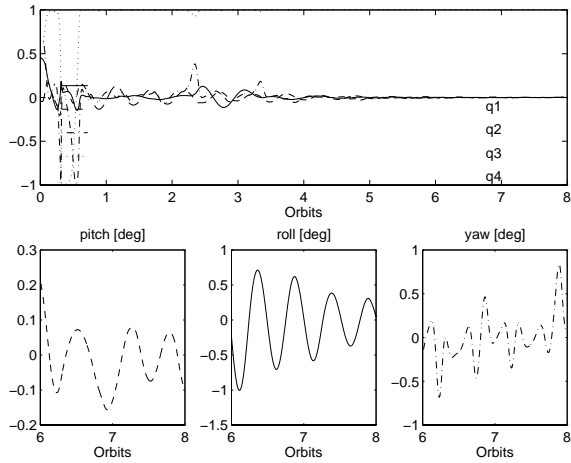 1
0.5
0
−0.5
−1
q1
q2
q3
q4
0 1 2 3 4 5 6 7 8
Orbits
pitch [deg] roll [deg] yaw [deg]
0.3
0.2
0.1
0
−0.1
−0.2
6 7 8
Orbits
1
0.5
0
−0.5
−1
−1.5
6 7 8
Orbits
1
0.5
0
−0.5
−1
6 7 8
Orbits